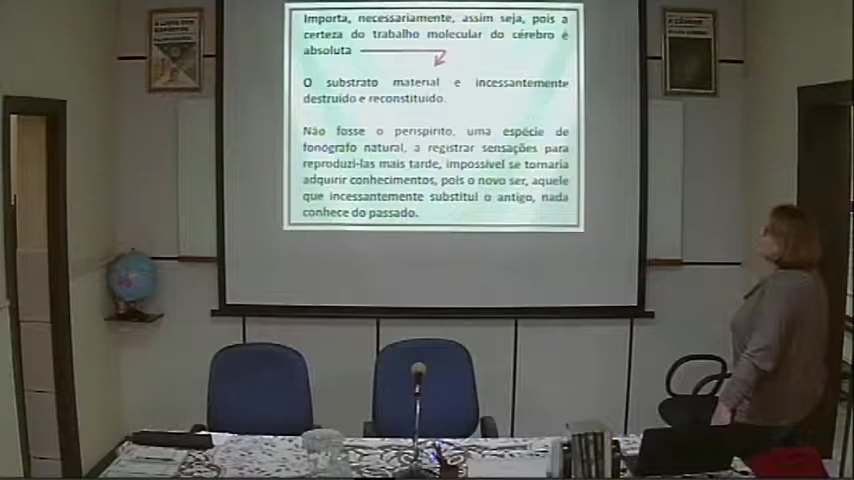 Importa, necessariamente, assim seja, pois a
certeza do trabalho molecular do cérebro é
absoluta
O substrato material e incessantemente
destruído e reconstituído.
Não fosse o perispírito, uma espécie de
fonógrafo natural, a registrar sensações para
reproduzi-las mais tarde, impossível se tornaria
adquirir conhecimentos, pois o novo ser, aquele
que incessantemente substitui o antigo, nada
conhece do passado.